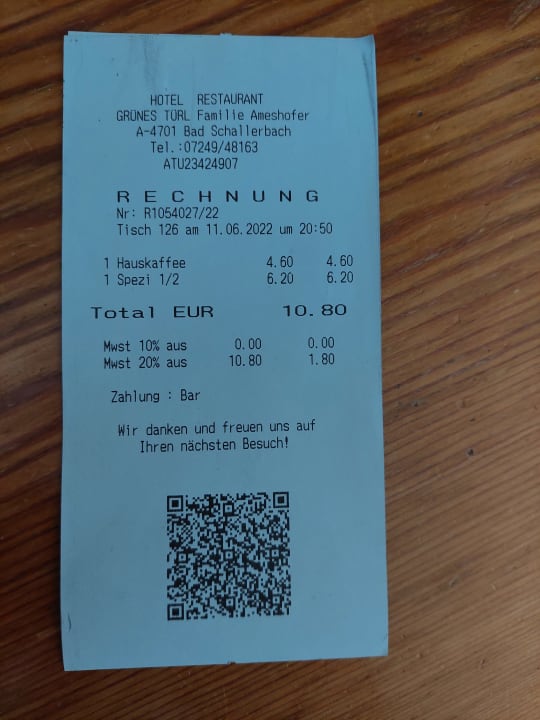 HOTEL RESTAURANT
GRÜNES TÜRL Familie Ameshofer
A-4701 Bad Schallerbach
Tel.:07249/48163
ATU23424907
RECHNUNG
Nr: R1054027/22
Tisch 126 am 11.06.2022 um 20:50
1 Hauskaffee 4.60 4.60
1 Spezi 1/2 6.20 6.20
Total EUR 10.80
Mwst 10% aus 0.00 0.00
Mwst 20% aus 10.80 1.80
Zahlung : Bar
Wir danken und freuen uns auf
Ihren nächsten Besuch!